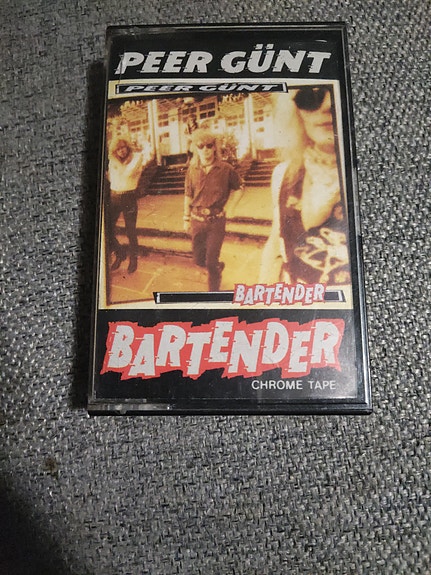 PEER GÜNT
PEER GÜNT
BARTENDER
BARTENDER
CHROME TAPE